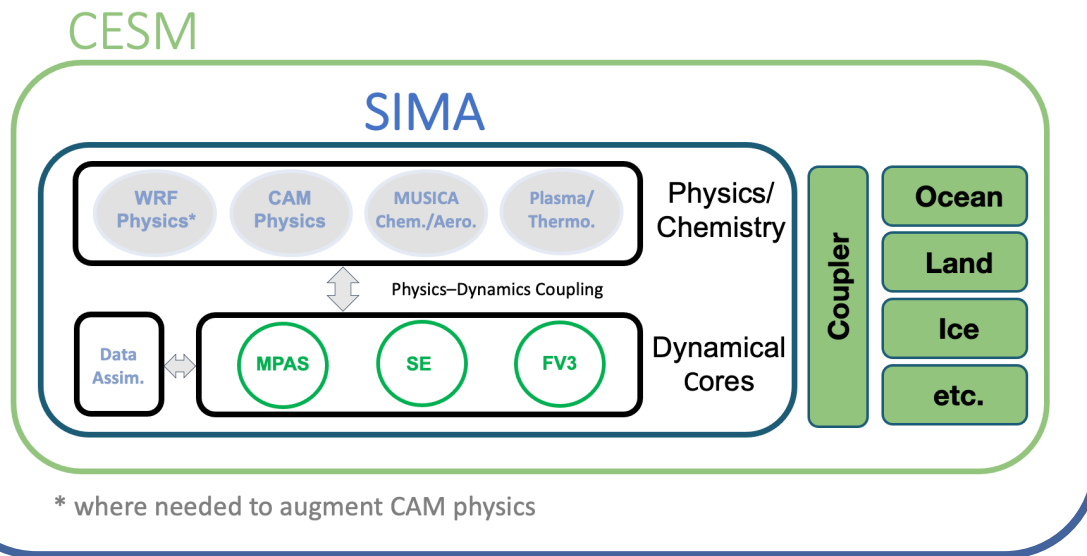 CESM
SIMA
WRF
Physics*
CAM
Physics
MUSICA
Chem./Aero.
Plasma/
Thermo.
Physics/
Chemistry
Physics–Dynamics Coupling
Data
Assim.
MPAS
SE
FV3
Dynamical
Cores
Coupler
Ocean
Land
Ice
etc.
* where needed to augment CAM physics